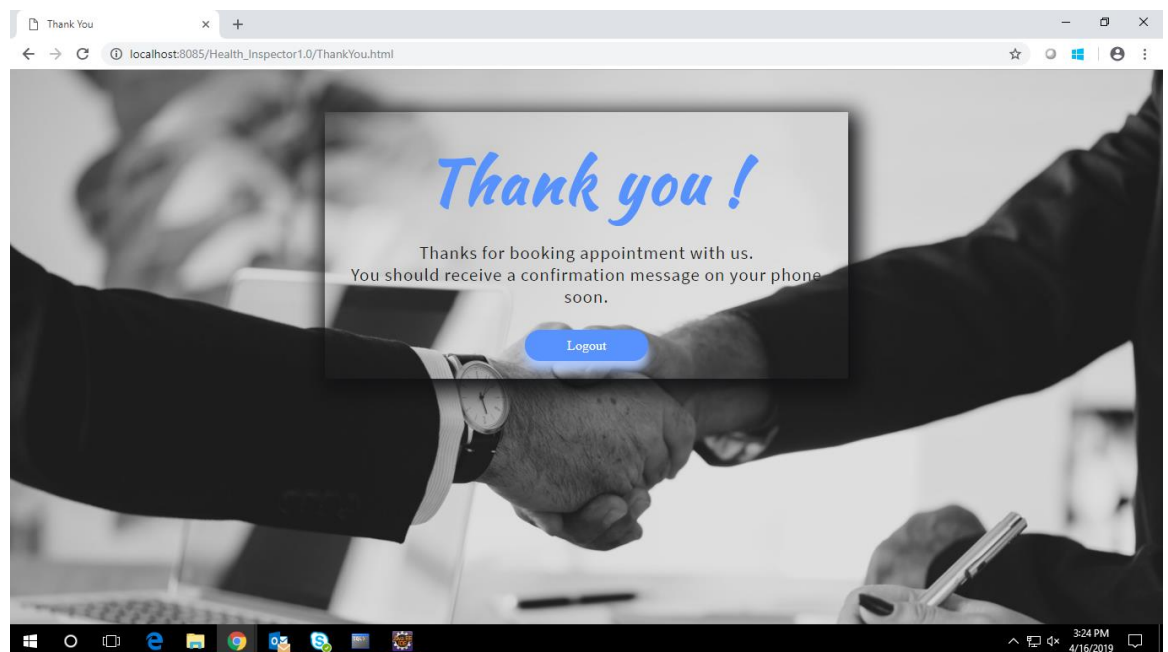 Thank You
localhost:8085/Health_Inspector1.0/ThankYou.html
Thank you !
Thanks for booking appointment with us.
You should receive a confirmation message on your phone
soon.
Logout
3:24 PM
4/16/2019